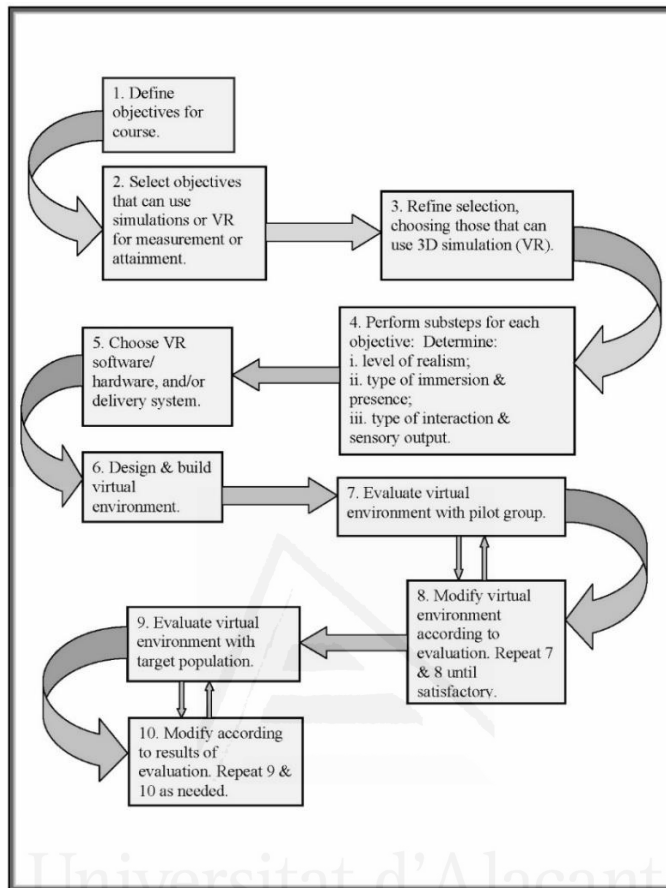 1. Define
objectives for
course.
2. Select objectives
that can use
simulations or VR
for measurement or
attainment.
3. Refine selection,
choosing those that can
use 3D simulation (VR).
4. Perform substeps for each
objective: Determine:
i. level of realism;
ii. type of immersion &
presence;
iii. type of interaction &
sensory output.
5. Choose VR
software/
hardware, and/or
delivery system.
6. Design & build
virtual
environment.
7. Evaluate virtual
environment with pilot group.
8. Modify virtual
environment
according to
evaluation. Repeat 7
& 8 until
satisfactory.
9. Evaluate virtual
environment with
target population.
10. Modify according
to results of
evaluation. Repeat 9 &
10 as needed.
Universitat d'Alacant